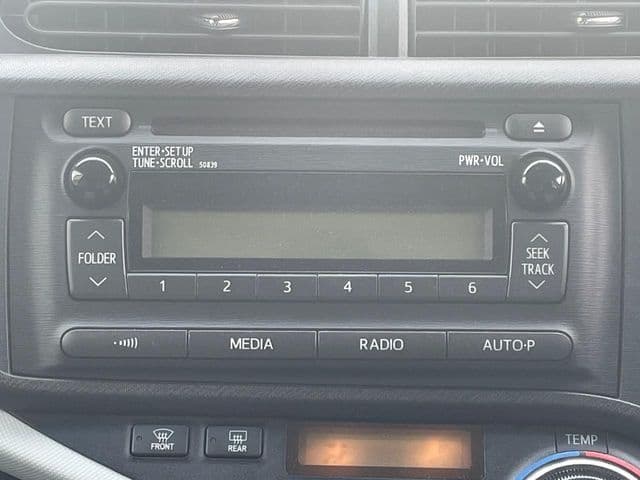 TEXT
ENTER•SETUP
TUNE•SCROLL 50839
PWR•VOL
FOLDER
SEEK
TRACK
1 2 3 4 5 6
MEDIA RADIO AUTO•P
FRONT REAR TEMP